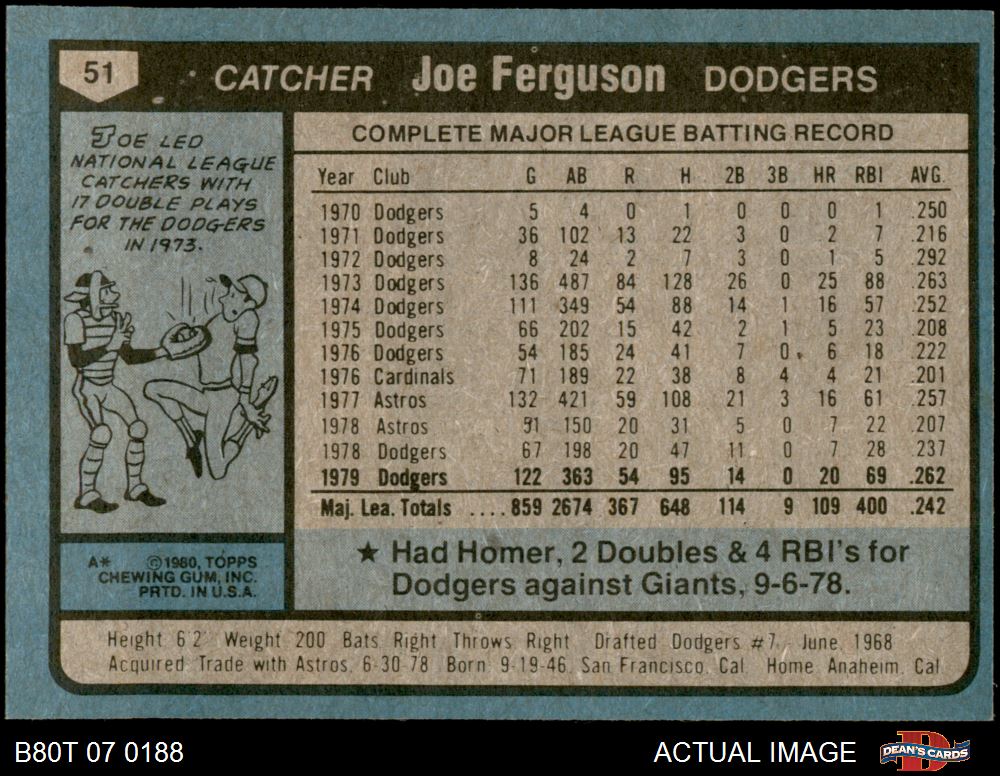 51 CATCHER Joe Ferguson DODGERS
JOE LED
NATIONAL LEAGUE
CATCHERS WITH
17 DOUBLE PLAYS
FOR THE DODGERS
IN 1973.
A* ©1980, TOPPS
CHEWING GUM, INC.
PRTD. IN U.S.A.
COMPLETE MAJOR LEAGUE BATTING RECORD
Year Club G AB R H 2B 3B HR RBI AVG.
1970 Dodgers 5 4 0 1 0 0 0 1 .250
1971 Dodgers 36 102 13 22 3 0 2 7 .216
1972 Dodgers 8 24 2 7 3 0 1 5 .292
1973 Dodgers 136 487 84 128 26 0 25 88 .263
1974 Dodgers 111 349 54 88 14 1 16 57 .252
1975 Dodgers 66 202 15 42 2 1 5 23 .208
1976 Dodgers 54 185 24 41 7 0 6 18 .222
1976 Cardinals 71 189 22 38 8 4 4 21 .201
1977 Astros 132 421 59 108 21 3 16 61 .257
1978 Astros 51 150 20 31 5 0 7 22 .207
1978 Dodgers 67 198 20 47 11 0 7 28 .237
1979 Dodgers 122 363 54 95 14 0 20 69 .262
Maj. Lea. Totals .... 859 2674 367 648 114 9 109 400 .242
★ Had Homer, 2 Doubles & 4 RBI's for
Dodgers against Giants, 9-6-78.
Height 6'2" Weight 200 Bats Right Throws Right Drafted Dodgers #7 - June, 1968
Acquired: Trade with Astros, 6-30-78 Born: 9-19-46, San Francisco, Cal. Home: Anaheim, Cal.
B80T 07 0188 ACTUAL IMAGE DEAN'S CARDS